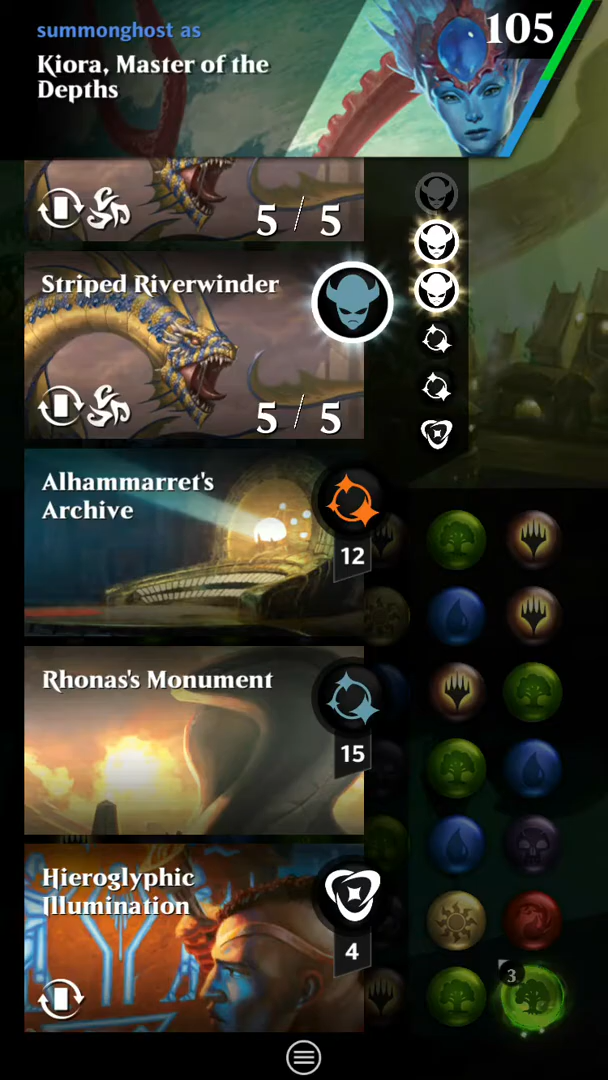 summonghost as
105
Kiora, Master of the
Depths
5 / 5
Striped Riverwinder
5 / 5
Alhammarret's
Archive
12
Rhonas's Monument
15
Hieroglyphic
Illumination
4
3